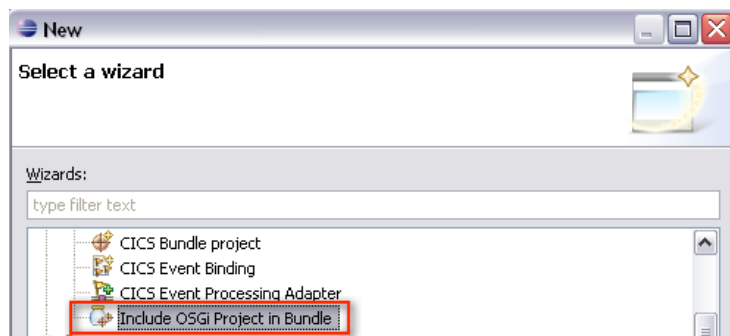 New
Select a wizard
Wizards:
type filter text
CICS Bundle project
CICS Event Binding
CICS Event Processing Adapter
Include OSGi Project in Bundle